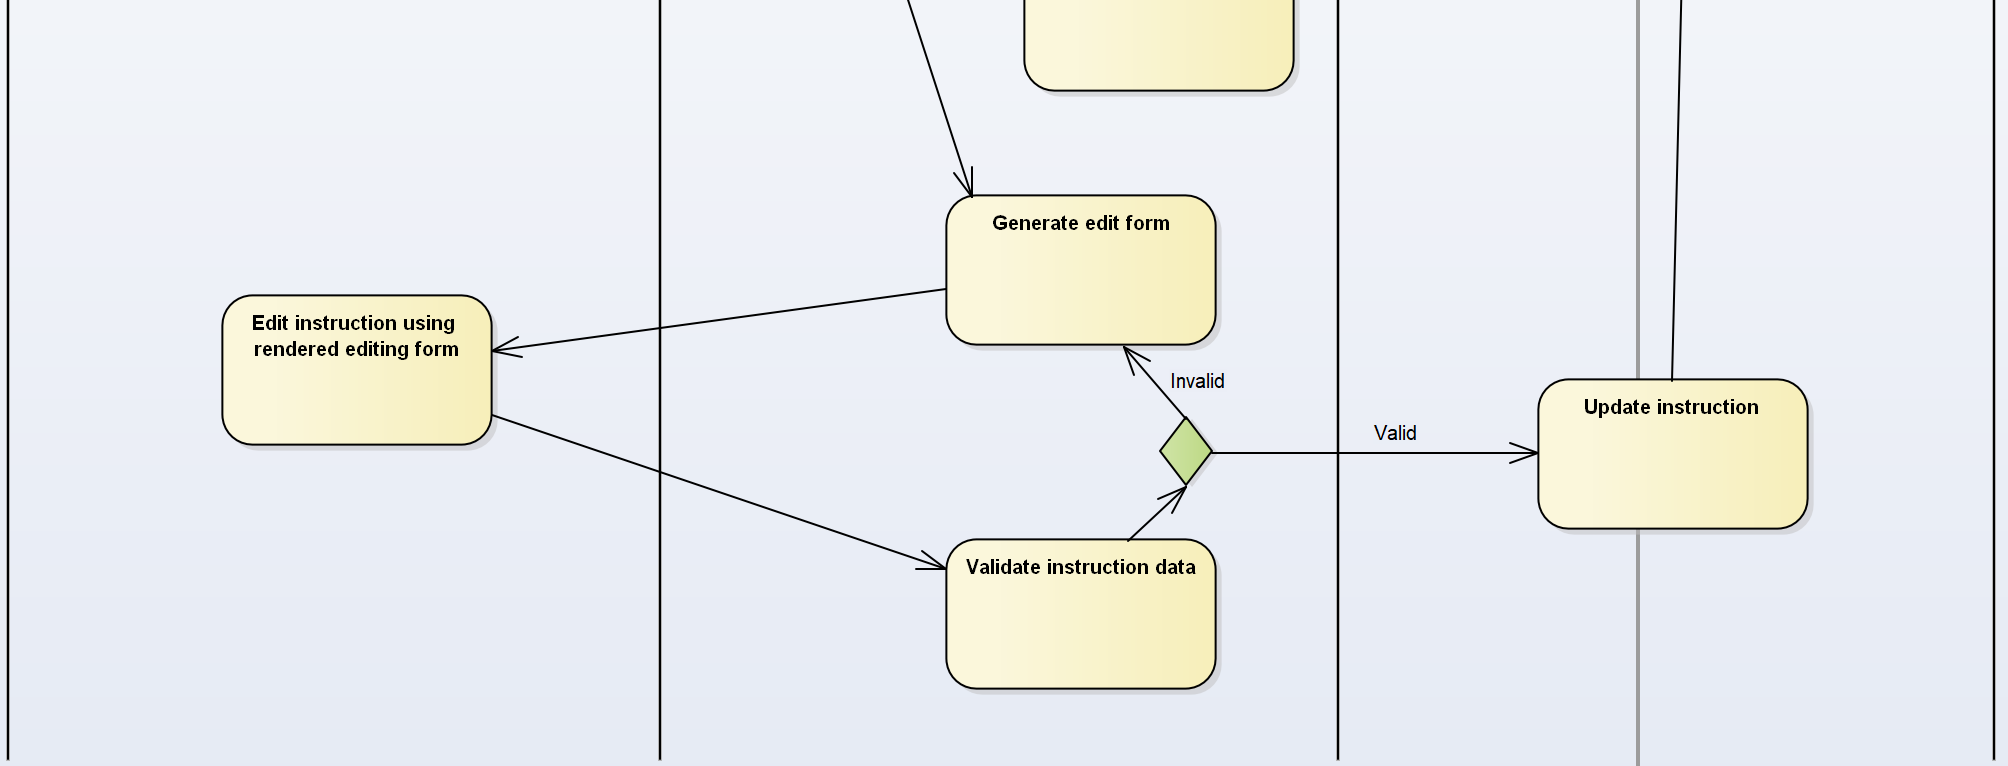 Generate edit form
Edit instruction using
rendered editing form
Invalid
Update instruction
Valid
Validate instruction data